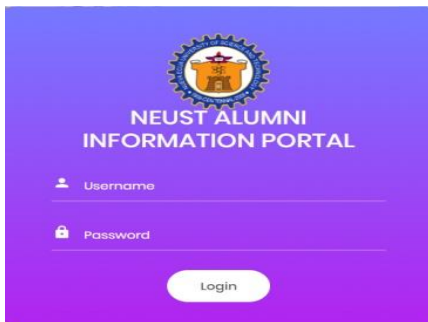 NEUST ALUMNI
INFORMATION PORTAL
Username
Password
Login